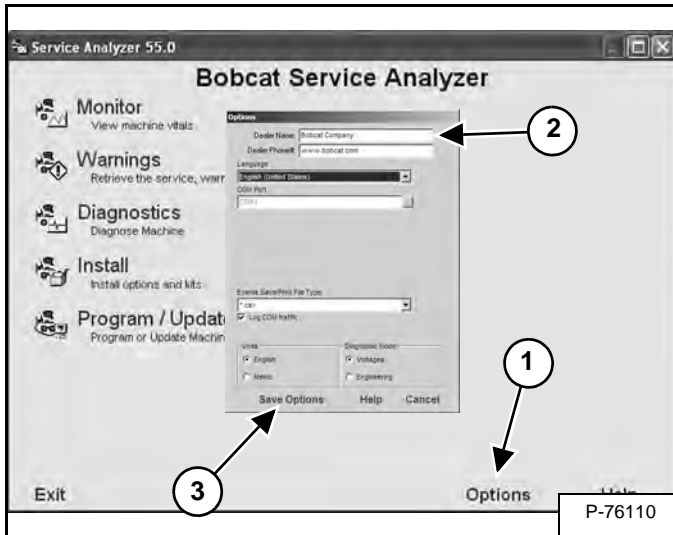 Service Analyzer 55.0
Bobcat Service Analyzer
Monitor
View machine vitals
Warnings
Retrieve the service, warr
Diagnostics
Diagnose Machine
Install
Install options and kits
Program / Updat
Program or Update Machin
Options
Dealer Name: Bobcat Company
Dealer Phone#: www.bobcat.com
Language
English (United States)
COM Port
COM1
Events Save/Print File Type:
*.csv
Log COM traffic
Units
English
Metric
Diagnostic Mode
Voltages
Engineering
Save Options Help Cancel
2
1
3
Exit
Options
Help
P-76110